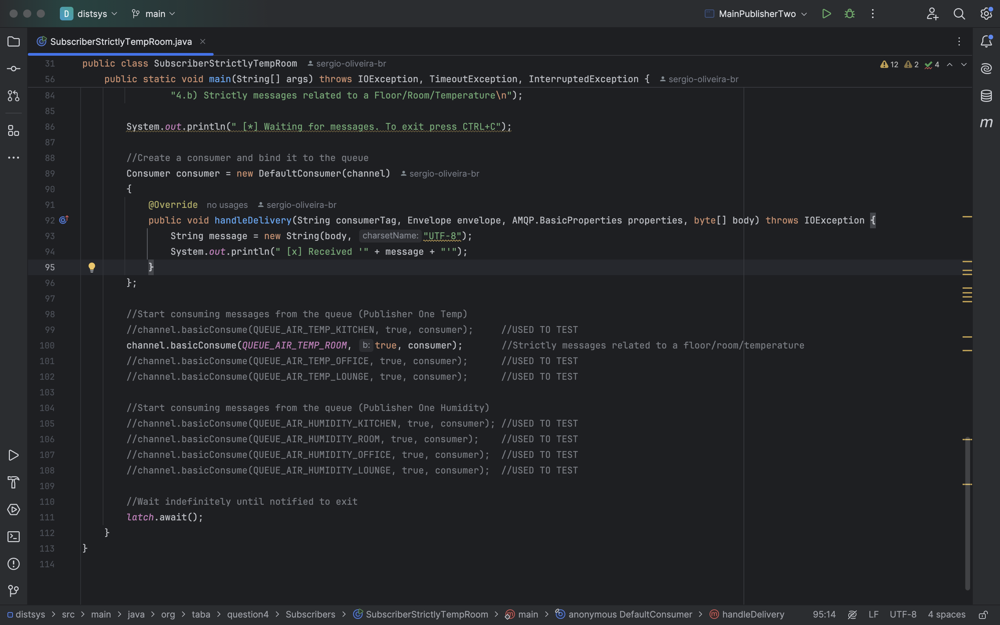 D distsys main MainPublisherTwo
SubscriberStrictlyTempRoom.java
31 public class SubscriberStrictlyTempRoom sergio-oliveira-br 12 2 4
56 public static void main(String[] args) throws IOException, TimeoutException, InterruptedException { sergio-oliveira-br
84 "4.b) Strictly messages related to a Floor/Room/Temperature\n");
85
86 System.out.println(" [*] Waiting for messages. To exit press CTRL+C");
87
88 //Create a consumer and bind it to the queue
89 Consumer consumer = new DefaultConsumer(channel) sergio-oliveira-br
90 {
91 @Override no usages sergio-oliveira-br
92 public void handleDelivery(String consumerTag, Envelope envelope, AMQP.BasicProperties properties, byte[] body) throws IOException {
93 String message = new String(body, charsetName: "UTF-8");
94 System.out.println(" [x] Received '" + message + "'");
95 }
96 };
97
98 //Start consuming messages from the queue (Publisher One Temp)
99 //channel.basicConsume(QUEUE_AIR_TEMP_KITCHEN, true, consumer); //USED TO TEST
100 channel.basicConsume(QUEUE_AIR_TEMP_ROOM, b: true, consumer); //Strictly messages related to a floor/room/temperature
101 //channel.basicConsume(QUEUE_AIR_TEMP_OFFICE, true, consumer); //USED TO TEST
102 //channel.basicConsume(QUEUE_AIR_TEMP_LOUNGE, true, consumer); //USED TO TEST
103
104 //Start consuming messages from the queue (Publisher One Humidity)
105 //channel.basicConsume(QUEUE_AIR_HUMIDITY_KITCHEN, true, consumer); //USED TO TEST
106 //channel.basicConsume(QUEUE_AIR_HUMIDITY_ROOM, true, consumer); //USED TO TEST
107 //channel.basicConsume(QUEUE_AIR_HUMIDITY_OFFICE, true, consumer); //USED TO TEST
108 //channel.basicConsume(QUEUE_AIR_HUMIDITY_LOUNGE, true, consumer); //USED TO TEST
109
110 //Wait indefinitely until notified to exit
111 latch.await();
112 }
113 }
114
distsys > src > main > java > org > taba > question4 > Subscribers > SubscriberStrictlyTempRoom > main > anonymous DefaultConsumer > handleDelivery 95:14 LF UTF-8 4 spaces